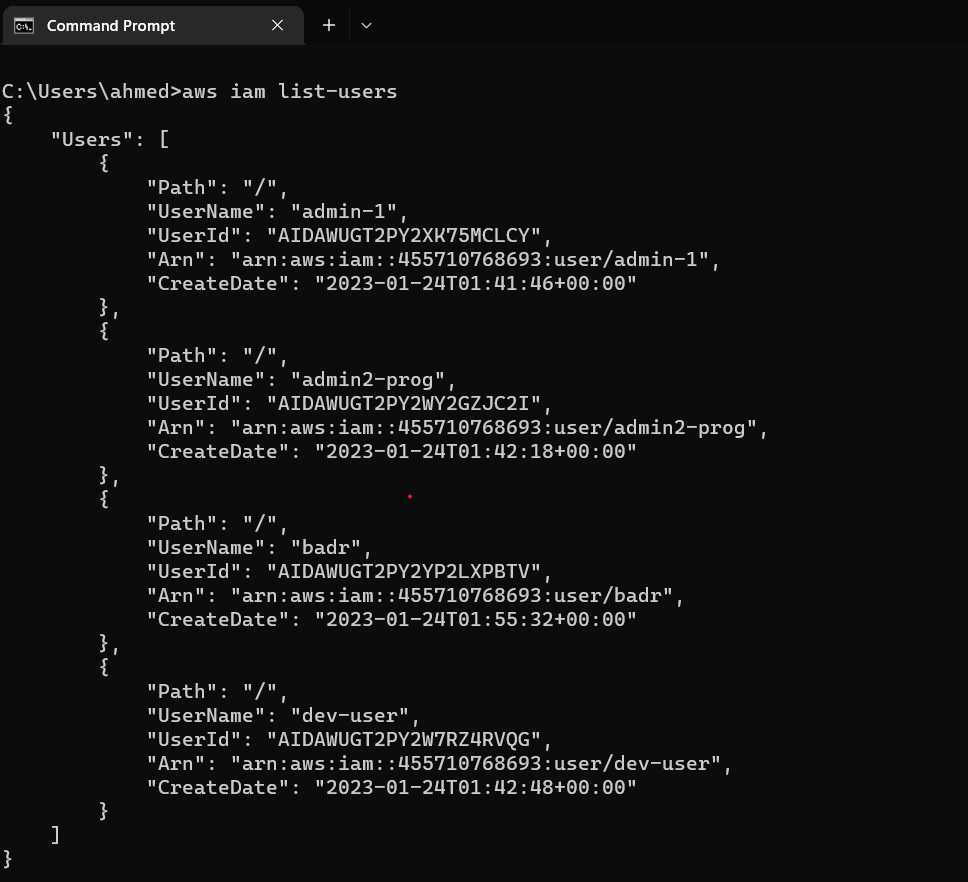 Command Prompt
C:\Users\ahmed>aws iam list-users
{
    "Users": [
        {
            "Path": "/",
            "UserName": "admin-1",
            "UserId": "AIDAWUGT2PY2XK75MCLCY",
            "Arn": "arn:aws:iam::455710768693:user/admin-1",
            "CreateDate": "2023-01-24T01:41:46+00:00"
        },
        {
            "Path": "/",
            "UserName": "admin2-prog",
            "UserId": "AIDAWUGT2PY2WY2GZJC2I",
            "Arn": "arn:aws:iam::455710768693:user/admin2-prog",
            "CreateDate": "2023-01-24T01:42:18+00:00"
        },
        {
            "Path": "/",
            "UserName": "badr",
            "UserId": "AIDAWUGT2PY2YP2LXPBTV",
            "Arn": "arn:aws:iam::455710768693:user/badr",
            "CreateDate": "2023-01-24T01:55:32+00:00"
        },
        {
            "Path": "/",
            "UserName": "dev-user",
            "UserId": "AIDAWUGT2PY2W7RZ4RVQG",
            "Arn": "arn:aws:iam::455710768693:user/dev-user",
            "CreateDate": "2023-01-24T01:42:48+00:00"
        }
    ]
}